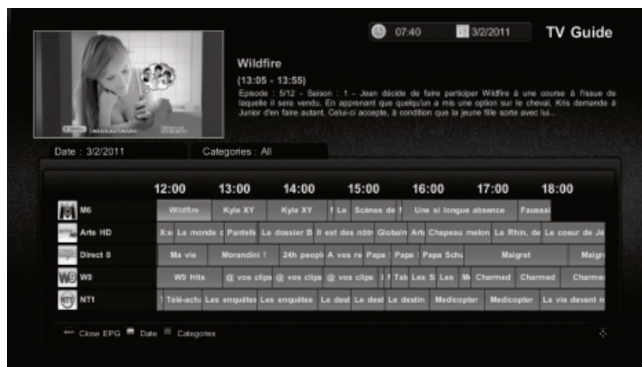 07:40 3/2/2011 TV Guide
Wildfire
(13:05 - 13:55)
Episode : 5/12 - Saison : 1 - Jean décide de faire participer Wildfire à une course à l'issue de
laquelle il sera vendu. En apprenant que quelqu'un a mis une option sur le cheval, Kris demande à
Junior d'en faire autant. Celui-ci accepte, à condition que la jeune fille sorte avec lui...
Date : 3/2/2011 Categories : All
12:00 13:00 14:00 15:00 16:00 17:00 18:00
M6 Wildfire Kyle XY Kyle XY Le Scènes de Une si longue absence Faussai
Arte HD Le monde c Pantelle Le dossier B Il est des nôtr Globain Art Chapeau melon Le Rhin, de Le coeur de Jé
Direct 8 Ma vie Morandini ! 24h peopl A vos re Papa Papa Papa Schu Maigret Maigr
W9 W9 Hits @ vos clips @ vos clips @ vos clips Tal Les S Les M Charmed Charmed Charme
NT1 Télé-acha Les enquêtes Les enquêtes Le dest Le dest Le destin Medicopter Medicopter La vie devant n
Close EPG Date Categories